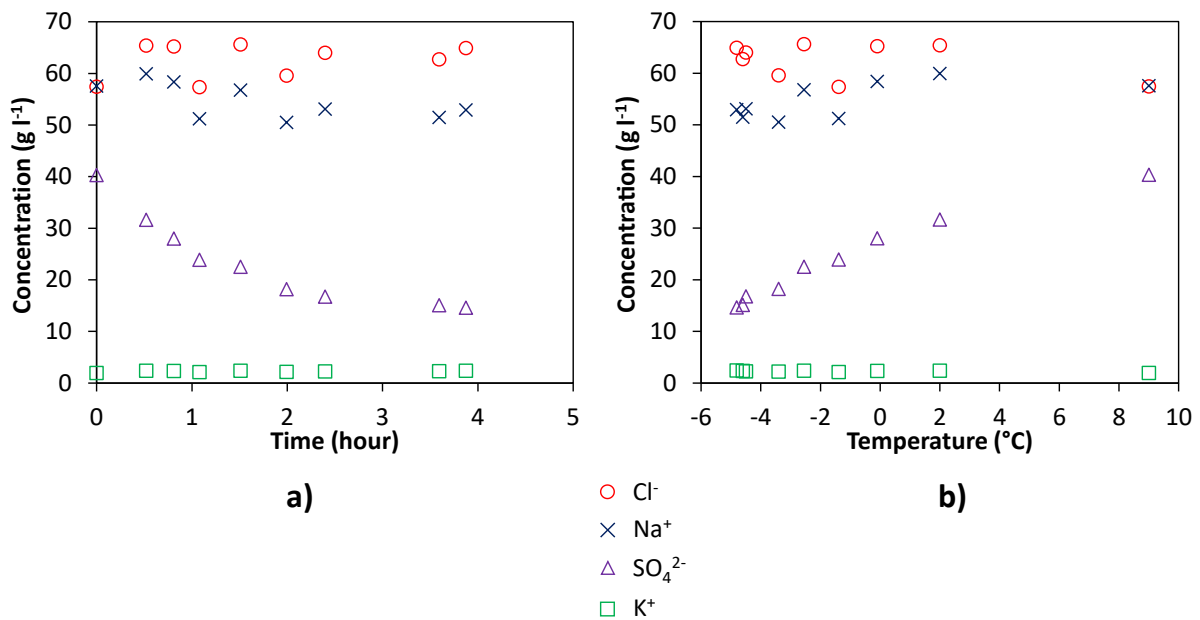 Concentration (g l⁻¹)
70
60
50
40
30
20
10
0
0 1 2 3 4 5
Time (hour)
a)
Concentration (g l⁻¹)
70
60
50
40
30
20
10
0
-6 -4 -2 0 2 4 6 8 10
Temperature (°C)
b)
Cl⁻
Na⁺
SO₄²⁻
K⁺